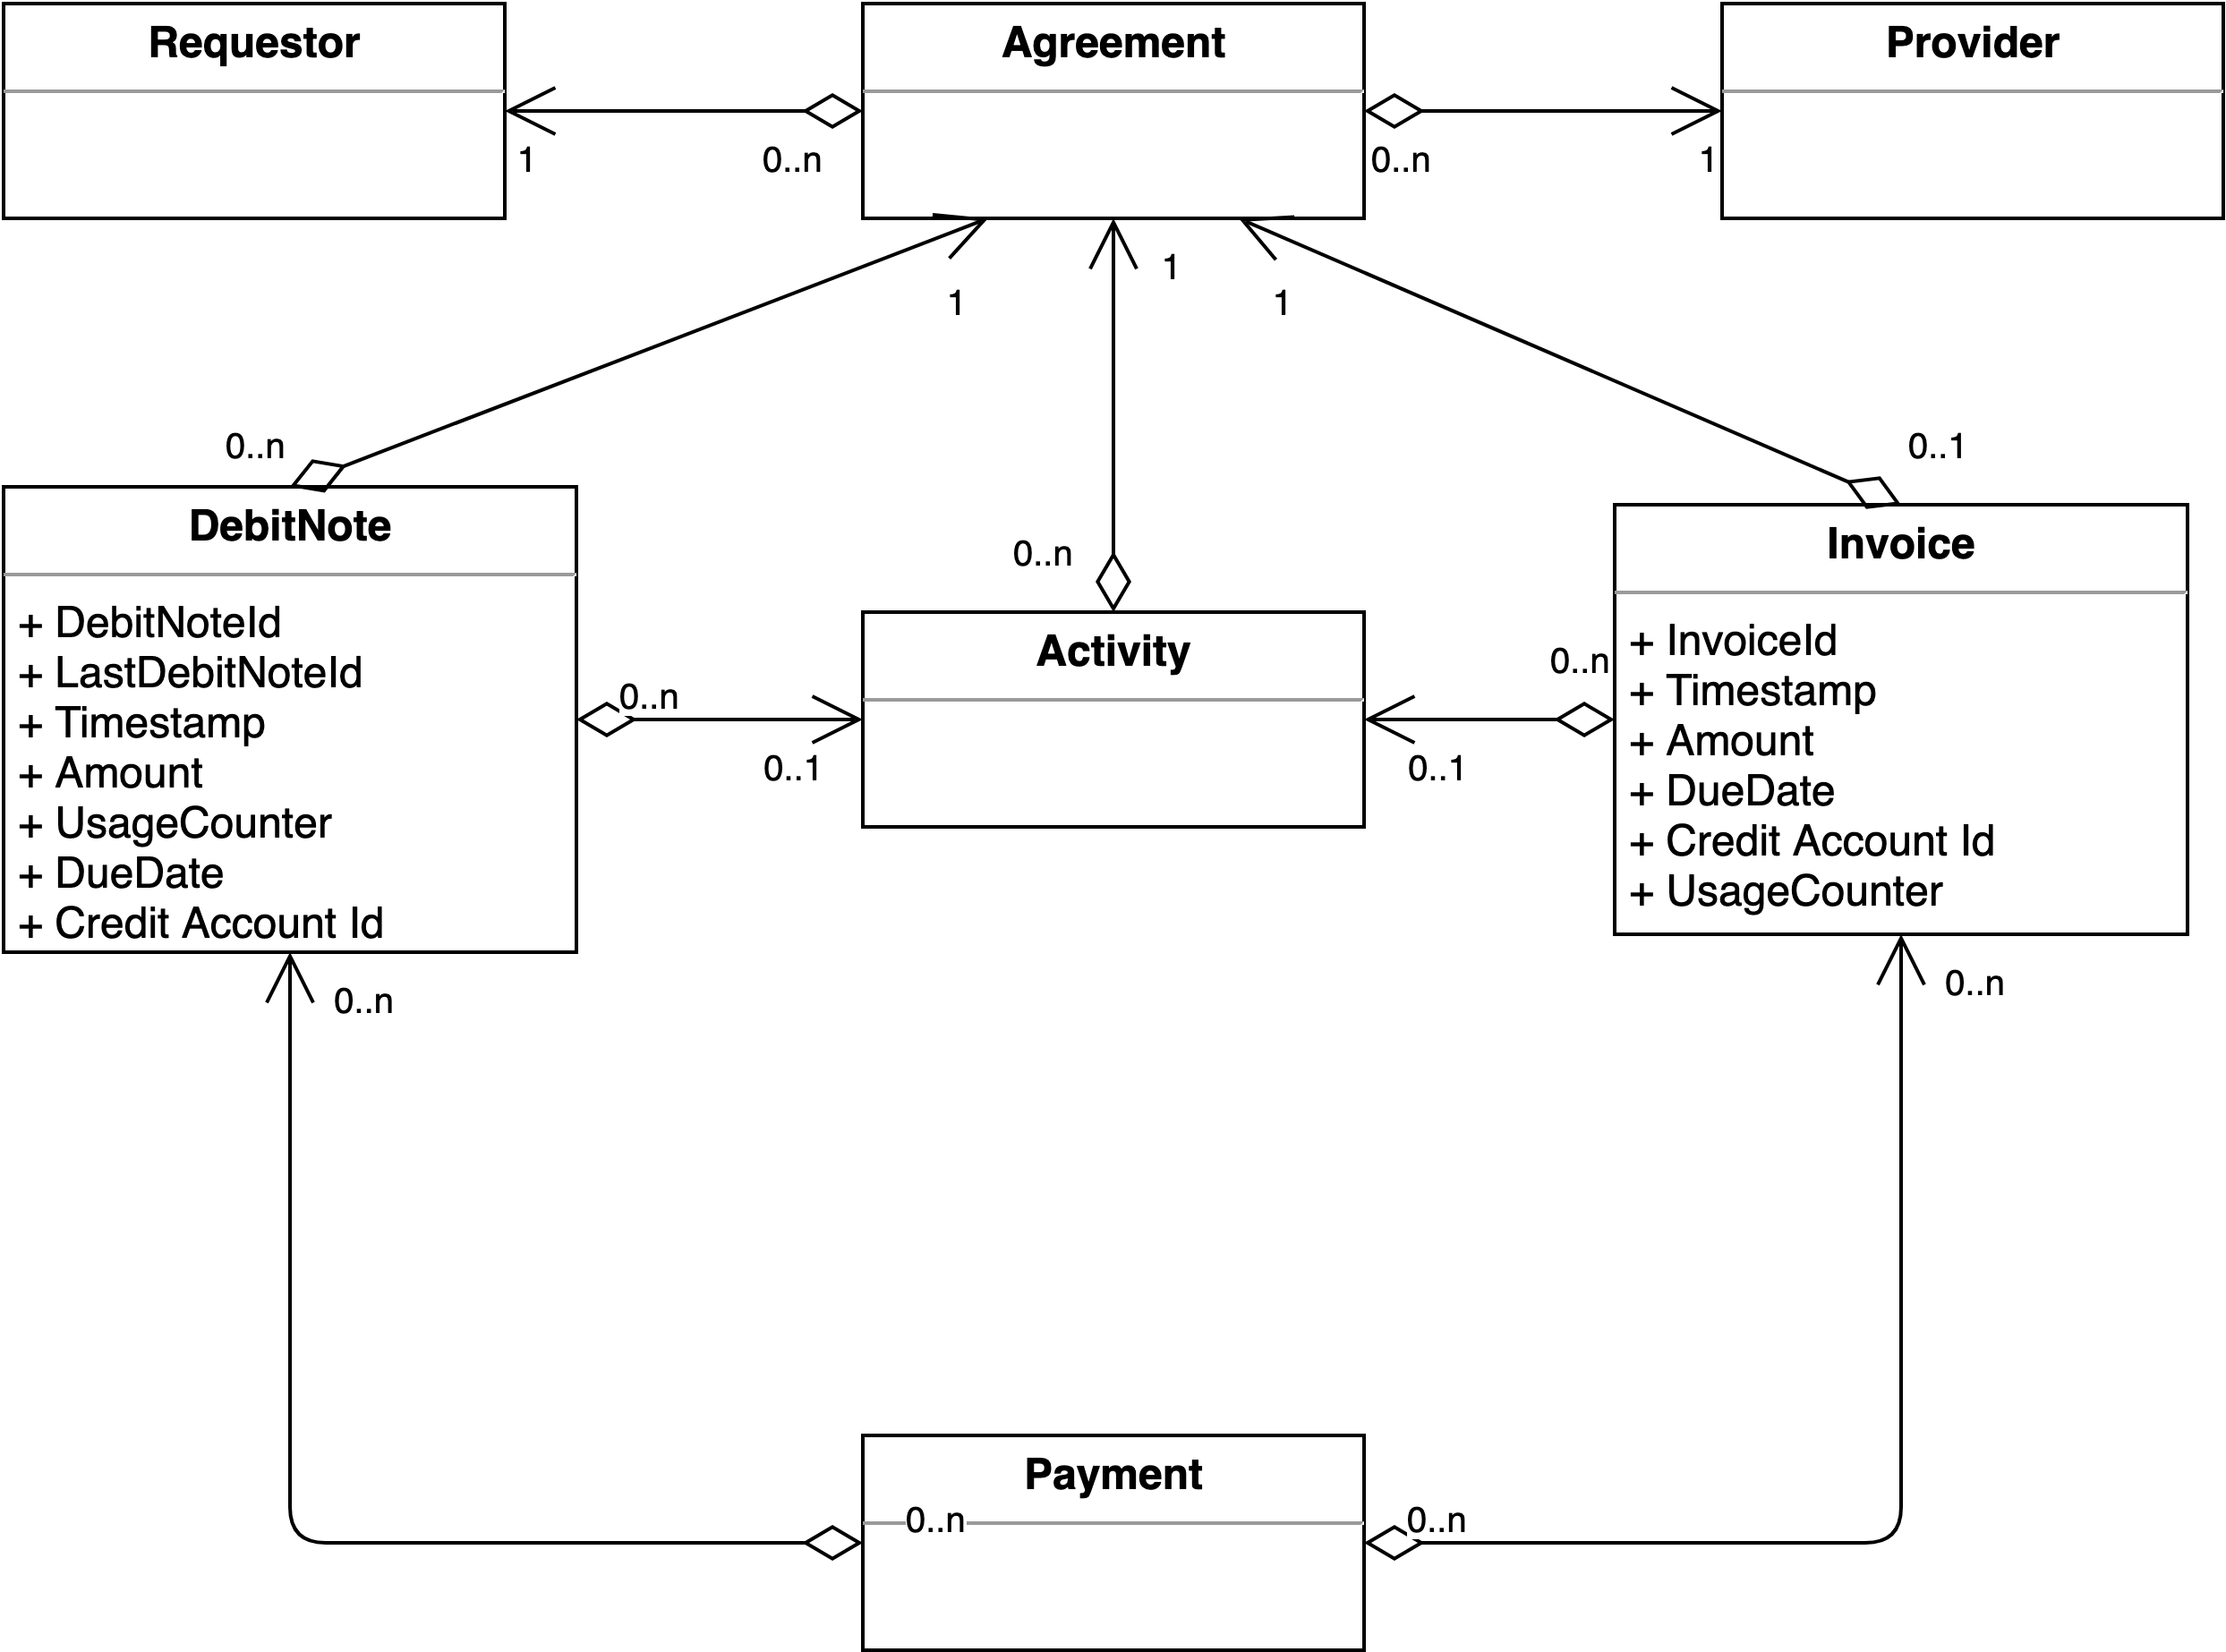 Requestor
Agreement
Provider
1
0..n
0..n
1
1
1
1
0..n
0..1
DebitNote
+ DebitNoteId
+ LastDebitNoteId
+ Timestamp
+ Amount
+ UsageCounter
+ DueDate
+ Credit Account Id
0..n
Activity
0..n
0..1
0..n
0..1
Invoice
+ InvoiceId
+ Timestamp
+ Amount
+ DueDate
+ Credit Account Id
+ UsageCounter
0..n
0..n
Payment
0..n
0..n